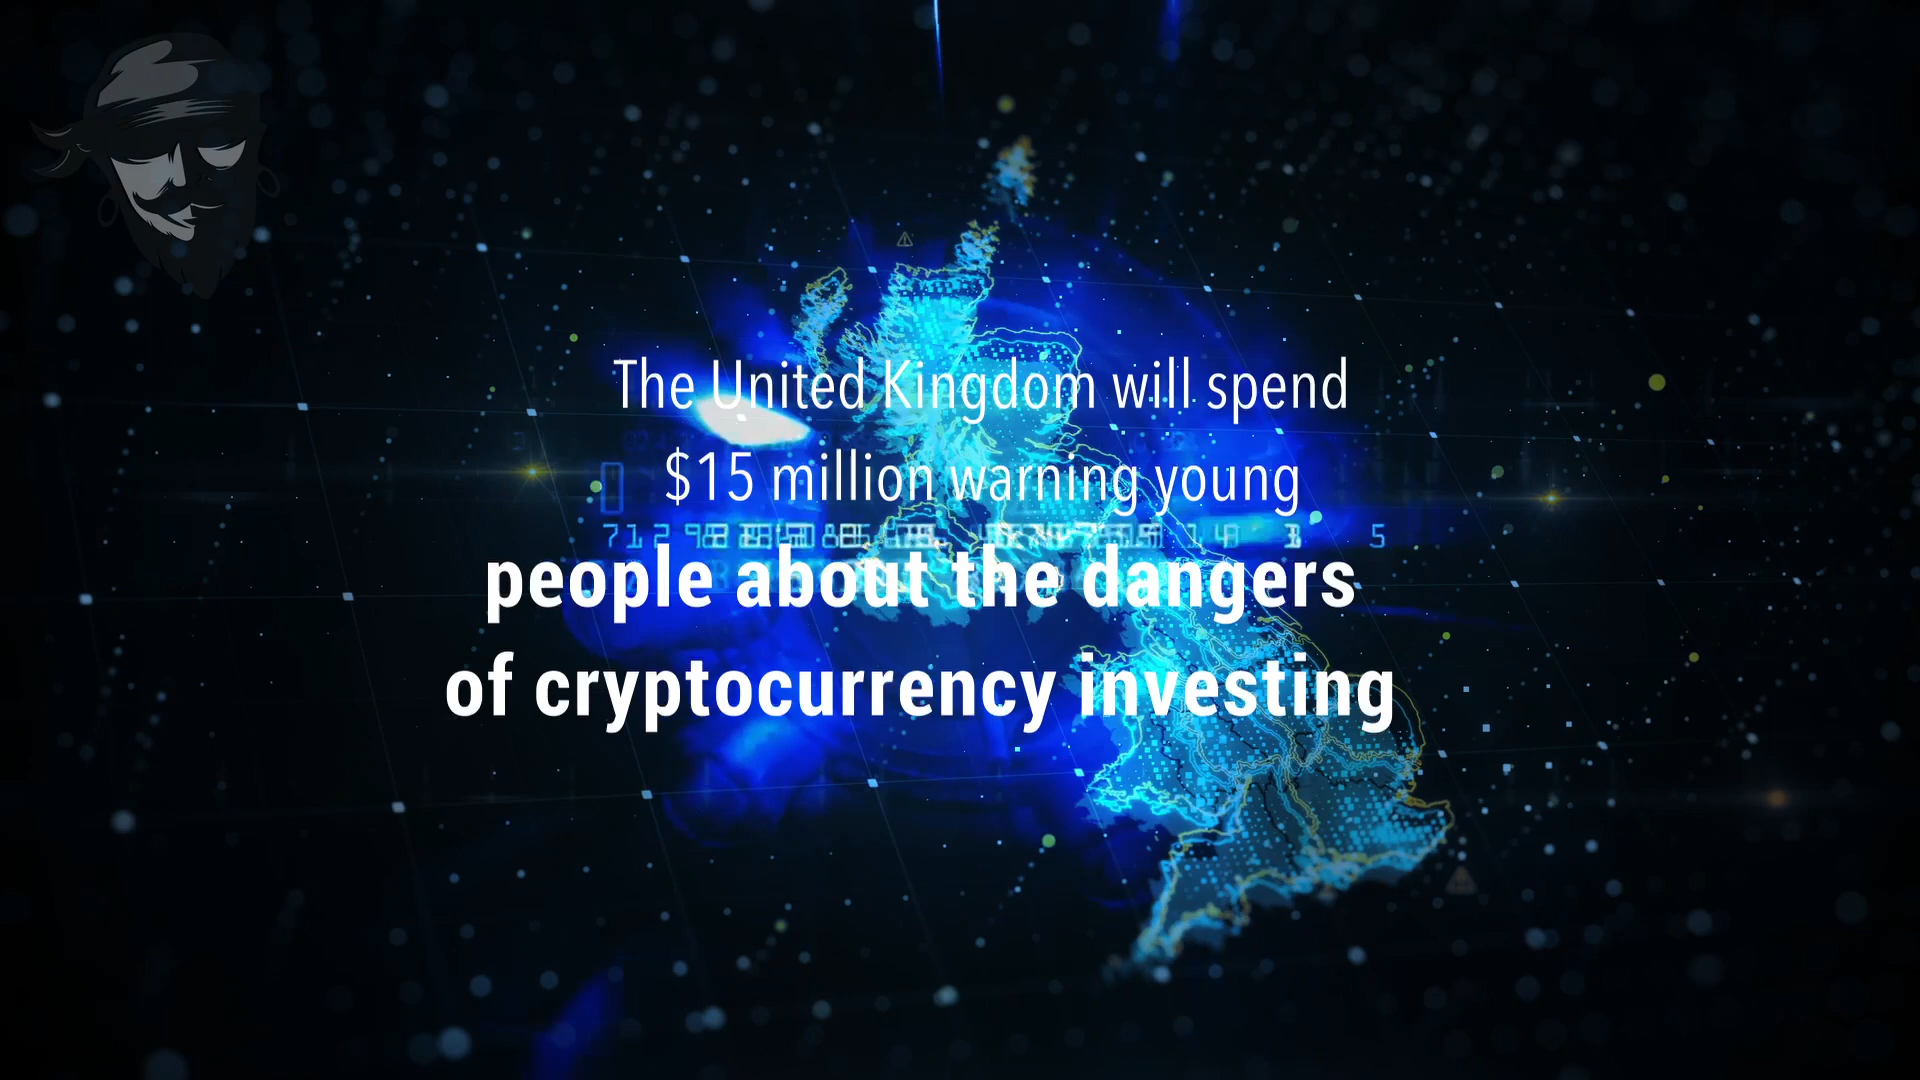 The United Kingdom will spend
$15 million warning young
people about the dangers
of cryptocurrency investing